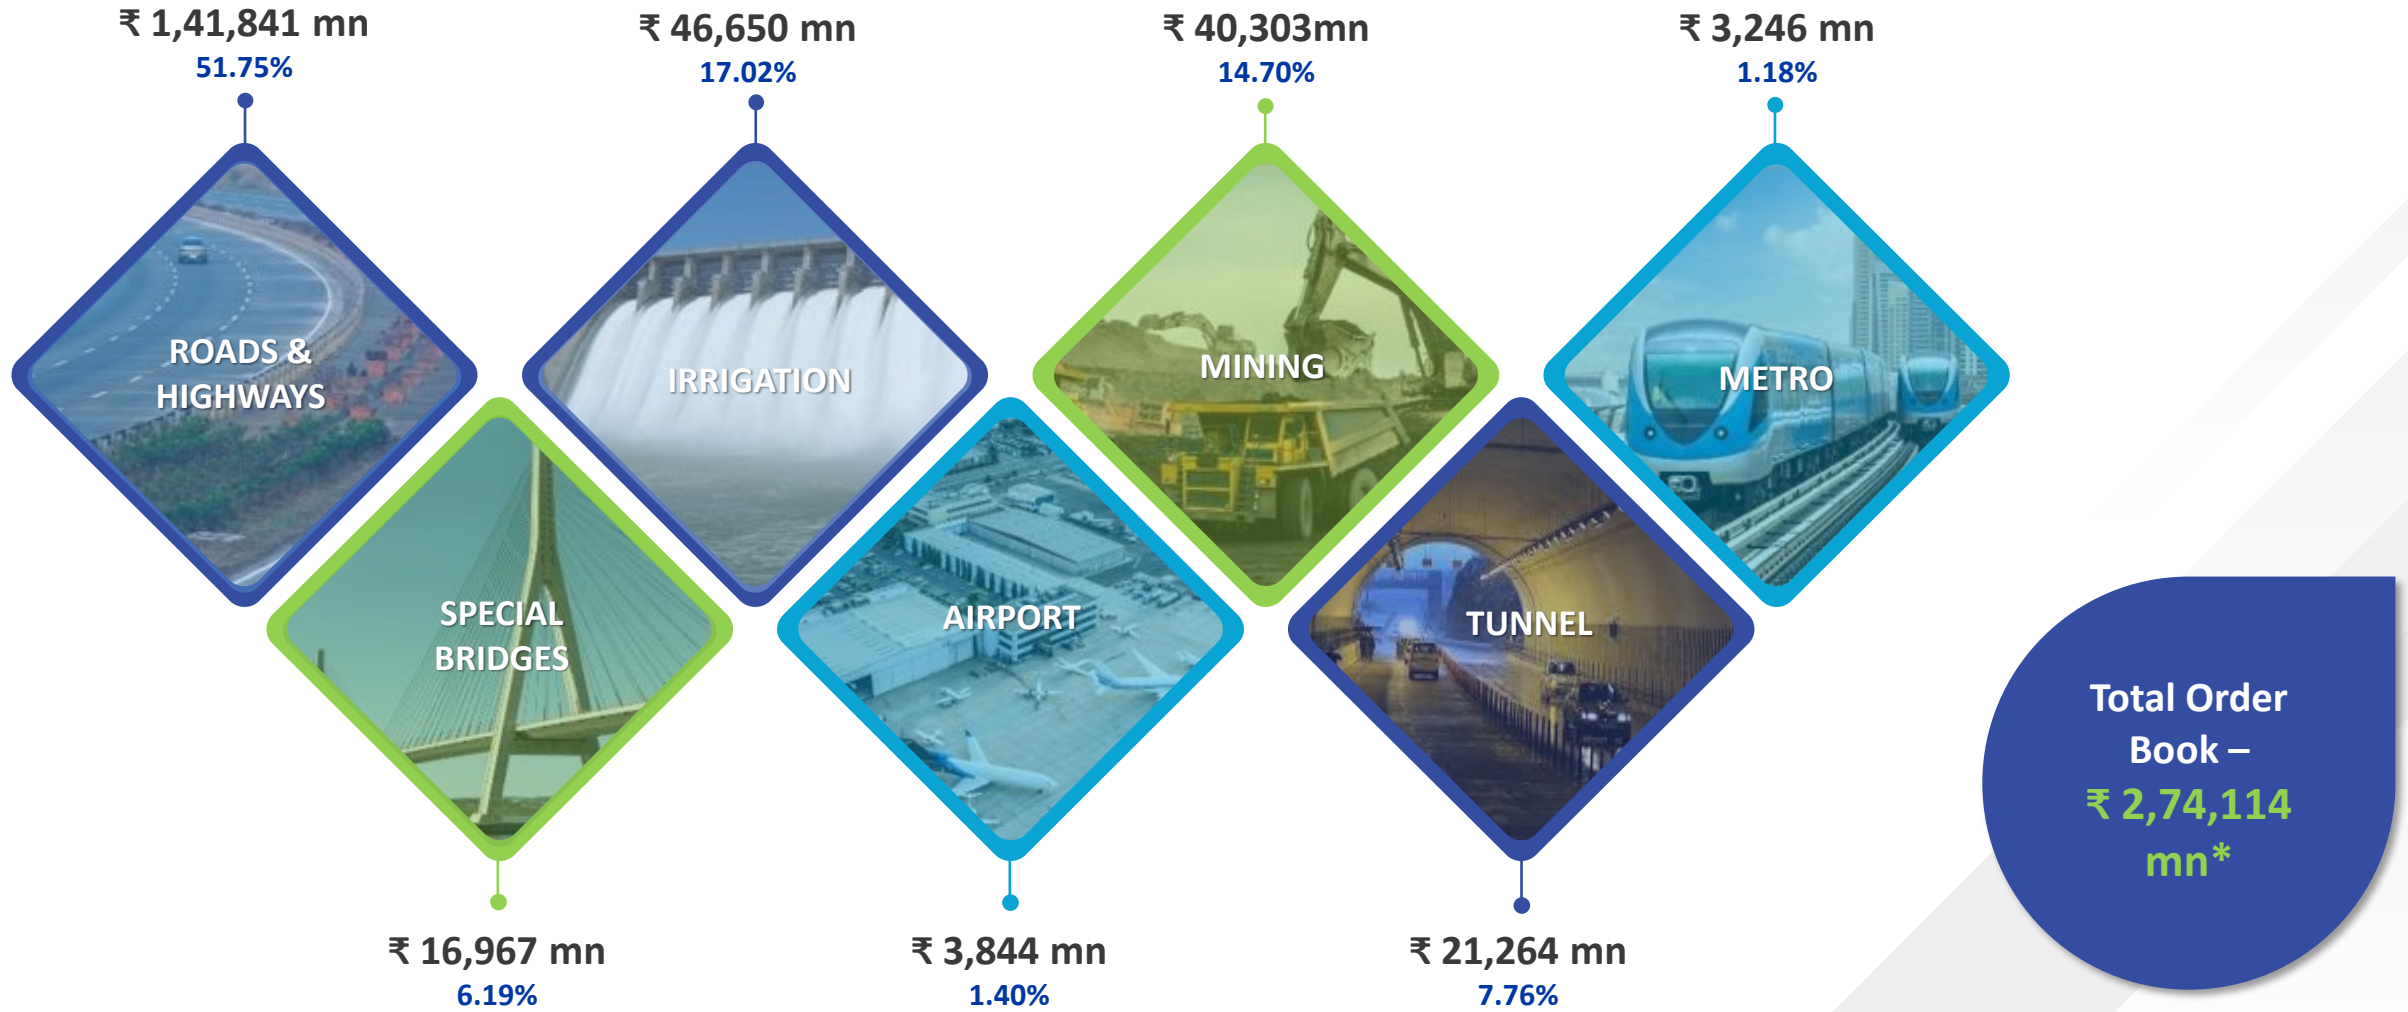 ₹ 1,41,841 mn
51.75%
₹ 46,650 mn
17.02%
₹ 40,303mn
14.70%
₹ 3,246 mn
1.18%
ROADS &
HIGHWAYS
IRRIGATION
MINING
METRO
SPECIAL
BRIDGES
AIRPORT
TUNNEL
₹ 16,967 mn
6.19%
₹ 3,844 mn
1.40%
₹ 21,264 mn
7.76%
Total Order
Book –
₹ 2,74,114
mn*